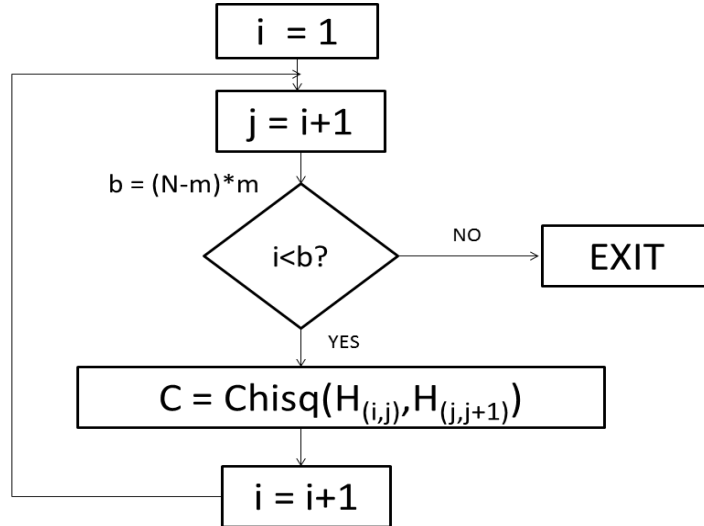 i = 1
j = i+1
b = (N-m)*m
i<b?
NO
EXIT
YES
C = Chisq(H(i,j),H(j,j+1))
i = i+1